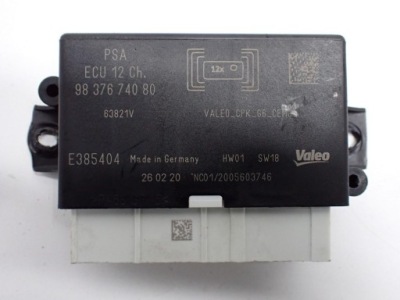 PSA
ECU 12 Ch.
98 376 740 80
12x
63821V
E385404 Made in Germany HW01 SW18 Valeo
26 02 20 NC01/2005603746